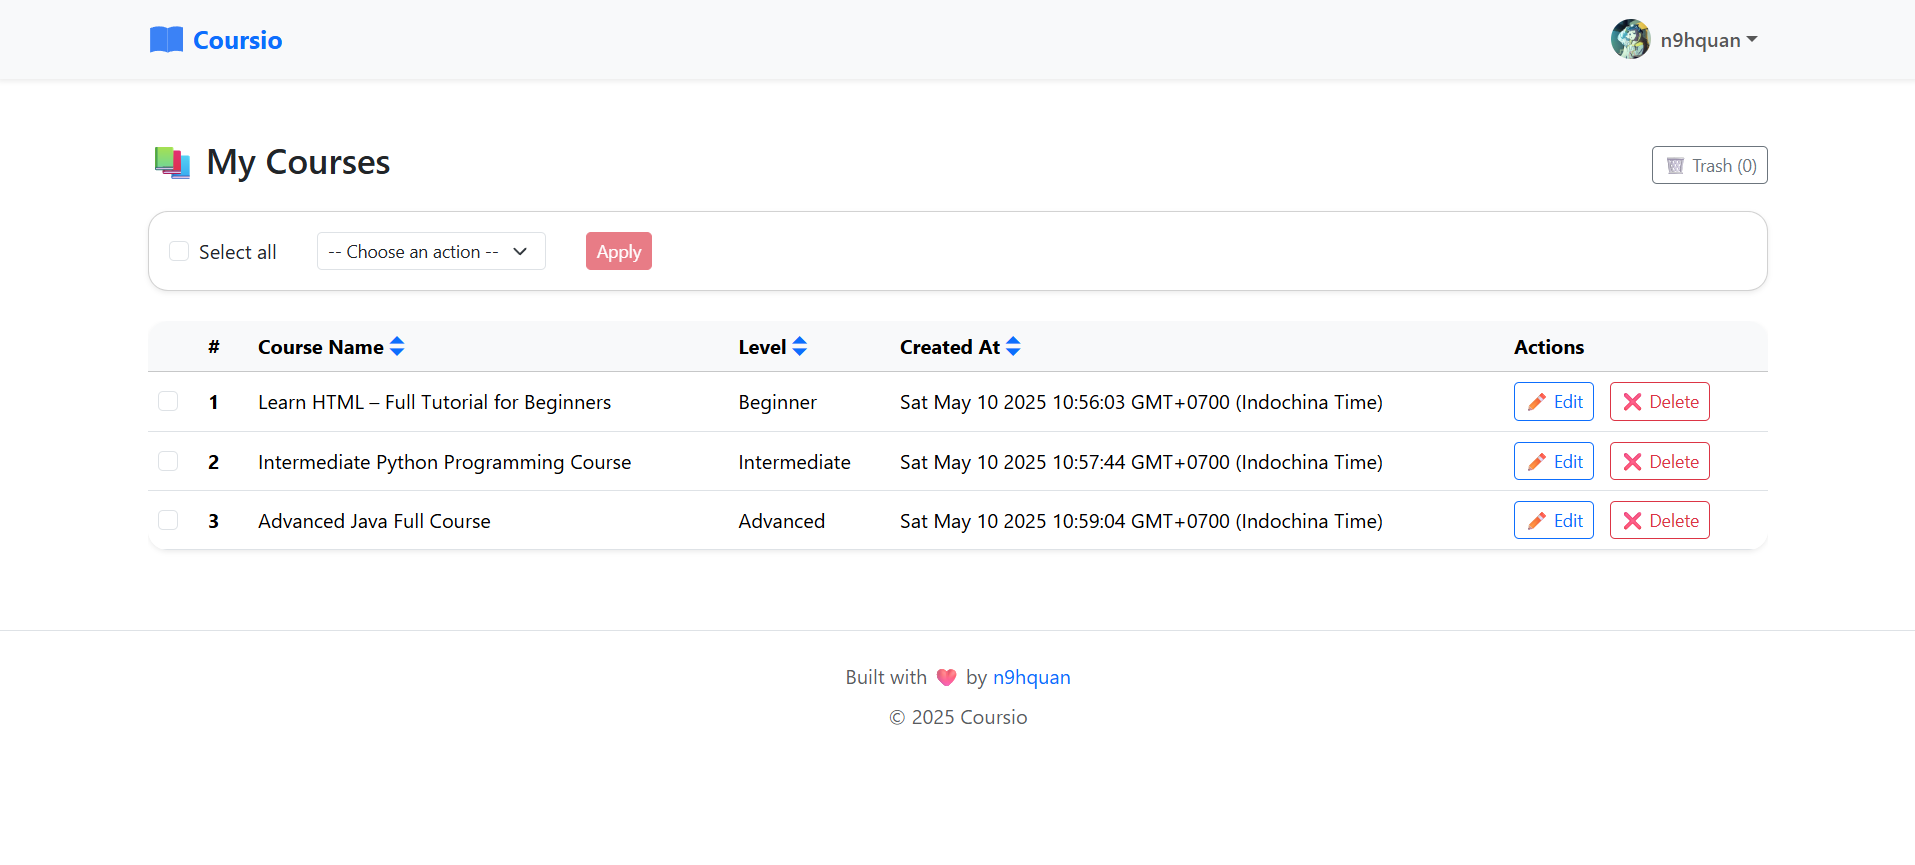 Coursio
n9hquan
My Courses
Trash (0)
Select all
-- Choose an action --
Apply
# Course Name Level Created At Actions
1 Learn HTML – Full Tutorial for Beginners Beginner Sat May 10 2025 10:56:03 GMT+0700 (Indochina Time) Edit Delete
2 Intermediate Python Programming Course Intermediate Sat May 10 2025 10:57:44 GMT+0700 (Indochina Time) Edit Delete
3 Advanced Java Full Course Advanced Sat May 10 2025 10:59:04 GMT+0700 (Indochina Time) Edit Delete
Built with by n9hquan
© 2025 Coursio